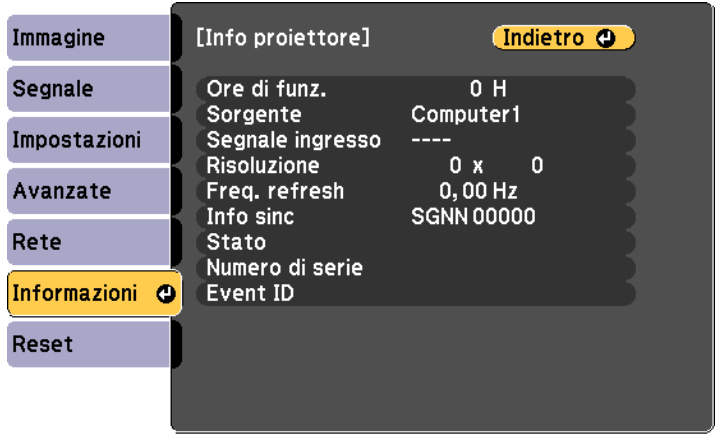 Immagine
Segnale
Impostazioni
Avanzate
Rete
Informazioni
Reset
[Info proiettore] Indietro
Ore di funz. 0 H
Sorgente Computer1
Segnale ingresso ----
Risoluzione 0 x 0
Freq. refresh 0,00 Hz
Info sinc SGNN 00000
Stato
Numero di serie
Event ID